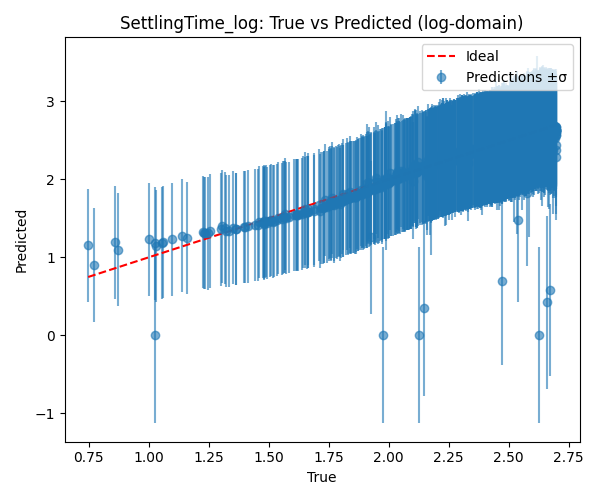 SettlingTime_log: True vs Predicted (log-domain)
Ideal
Predictions ±σ
Predicted
3
2
1
0
−1
0.75 1.00 1.25 1.50 1.75 2.00 2.25 2.50 2.75
True